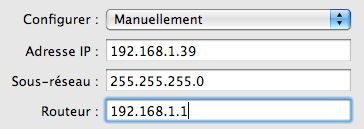 Configurer : Manuellement
Adresse IP : 192.168.1.39
Sous-réseau : 255.255.255.0
Routeur : 192.168.1.1